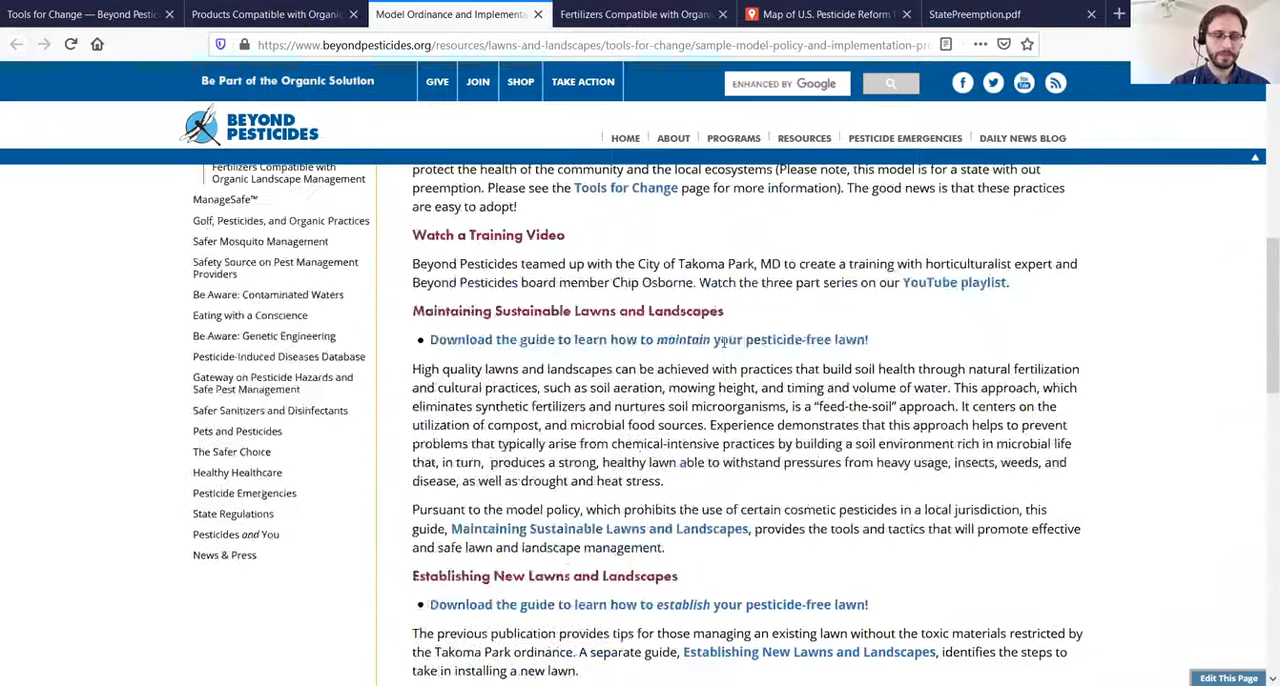 Tools for Change — Beyond Pestic
Products Compatible with Organic
Model Ordinance and Implementa
Fertilizers Compatible with Organ
Map of U.S. Pesticide Reform
StatePreemption.pdf
https://www.beyondpesticides.org/resources/lawns-and-landscapes/tools-for-change/sample-model-policy-and-implementation-pr
Be Part of the Organic Solution
GIVE
JOIN
SHOP
TAKE ACTION
ENHANCED BY Google
BEYOND
PESTICIDES
HOME
ABOUT
PROGRAMS
RESOURCES
PESTICIDE EMERGENCIES
DAILY NEWS BLOG
Fertilizers Compatible with
Organic Landscape Management
ManageSafe™
Golf, Pesticides, and Organic Practices
Safer Mosquito Management
Safety Source on Pest Management
Providers
Be Aware: Contaminated Waters
Eating with a Conscience
Be Aware: Genetic Engineering
Pesticide-Induced Diseases Database
Gateway on Pesticide Hazards and
Safe Pest Management
Safer Sanitizers and Disinfectants
Pets and Pesticides
The Safer Choice
Healthy Healthcare
Pesticide Emergencies
State Regulations
Pesticides and You
News & Press
protect the health of the community and the local ecosystems (Please note, this model is for a state with out
preemption. Please see the Tools for Change page for more information). The good news is that these practices
are easy to adopt!
Watch a Training Video
Beyond Pesticides teamed up with the City of Takoma Park, MD to create a training with horticulturalist expert and
Beyond Pesticides board member Chip Osborne. Watch the three part series on our YouTube playlist.
Maintaining Sustainable Lawns and Landscapes
• Download the guide to learn how to maintain your pesticide-free lawn!
High quality lawns and landscapes can be achieved with practices that build soil health through natural fertilization
and cultural practices, such as soil aeration, mowing height, and timing and volume of water. This approach, which
eliminates synthetic fertilizers and nurtures soil microorganisms, is a “feed-the-soil” approach. It centers on the
utilization of compost, and microbial food sources. Experience demonstrates that this approach helps to prevent
problems that typically arise from chemical-intensive practices by building a soil environment rich in microbial life
that, in turn, produces a strong, healthy lawn able to withstand pressures from heavy usage, insects, weeds, and
disease, as well as drought and heat stress.
Pursuant to the model policy, which prohibits the use of certain cosmetic pesticides in a local jurisdiction, this
guide, Maintaining Sustainable Lawns and Landscapes, provides the tools and tactics that will promote effective
and safe lawn and landscape management.
Establishing New Lawns and Landscapes
• Download the guide to learn how to establish your pesticide-free lawn!
The previous publication provides tips for those managing an existing lawn without the toxic materials restricted by
the Takoma Park ordinance. A separate guide, Establishing New Lawns and Landscapes, identifies the steps to
take in installing a new lawn.
Edit This Page